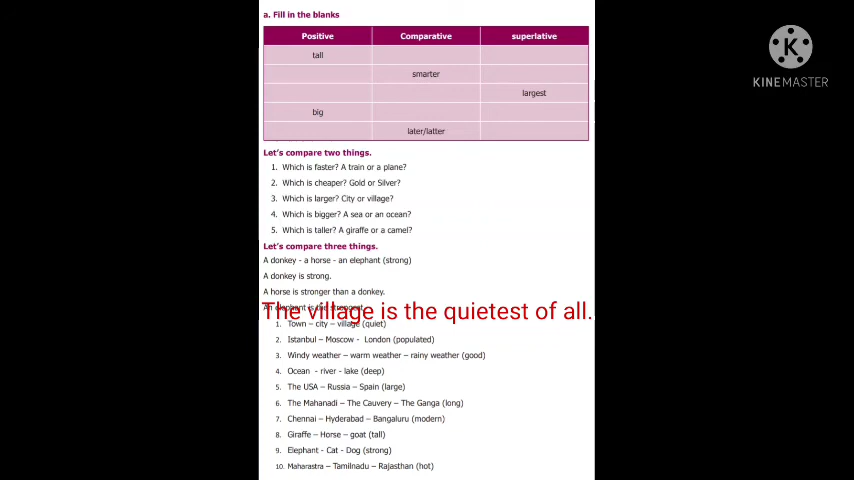 a. Fill in the blanks
Positive Comparative superlative
tall
smarter
largest
big
later/latter
Let's compare two things.
1. Which is faster? A train or a plane?
2. Which is cheaper? Gold or Silver?
3. Which is larger? City or village?
4. Which is bigger? A sea or an ocean?
5. Which is taller? A giraffe or a camel?
Let's compare three things.
A donkey - a horse - an elephant (strong)
A donkey is strong.
A horse is stronger than a donkey.
An elephant is the strongest.
The village is the quietest of all.
1. Town – city – village (quiet)
2. Istanbul – Moscow - London (populated)
3. Windy weather – warm weather – rainy weather (good)
4. Ocean - river - lake (deep)
5. The USA – Russia – Spain (large)
6. The Mahanadi – The Cauvery – The Ganga (long)
7. Chennai – Hyderabad – Bangaluru (modern)
8. Giraffe – Horse – goat (tall)
9. Elephant - Cat - Dog (strong)
10. Maharastra – Tamilnadu – Rajasthan (hot)
K
KINEMASTER